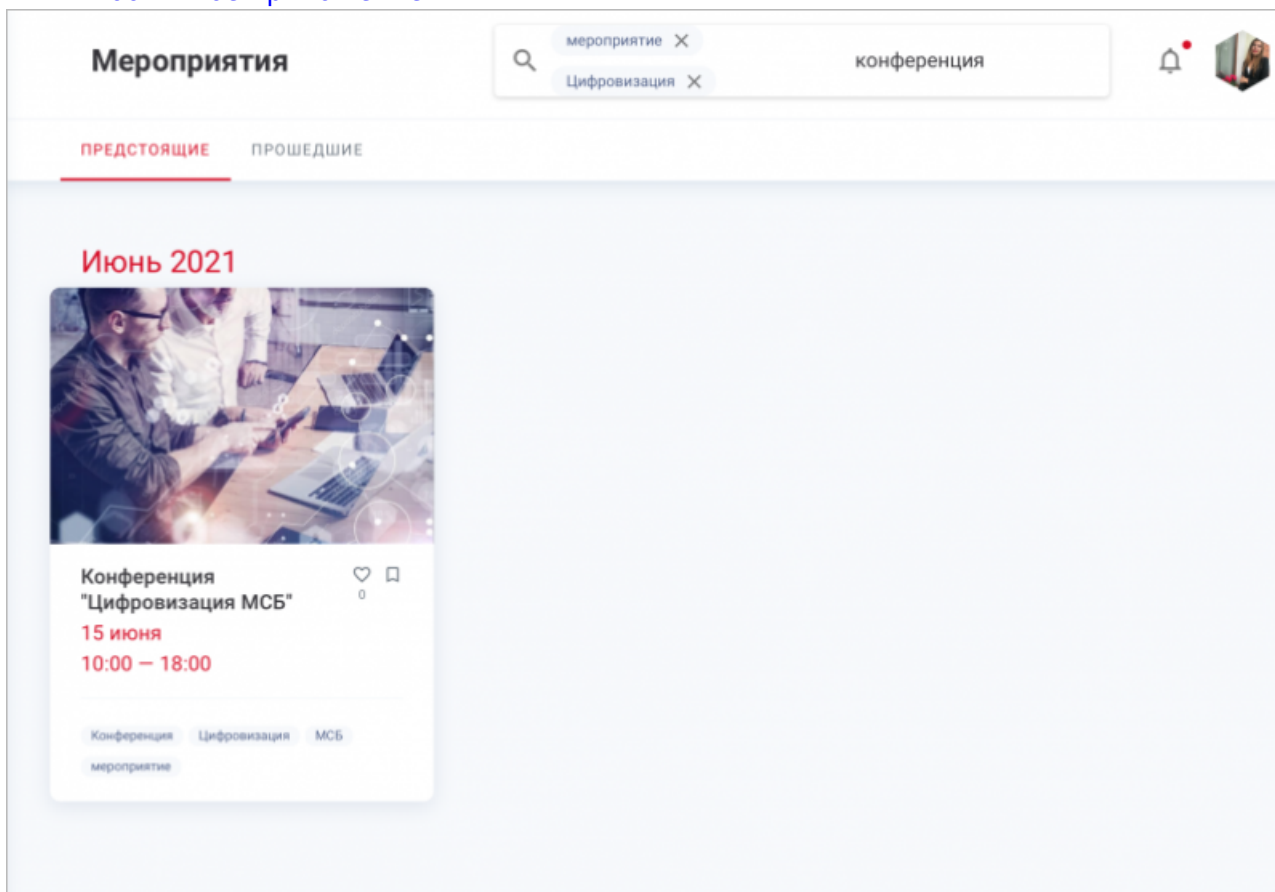 Мероприятия
мероприятие
Цифровизация
конференция
ПРЕДСТОЯЩИЕ ПРОШЕДШИЕ
Июнь 2021
Конференция
"Цифровизация МСБ"
0
15 июня
10:00 — 18:00
Конференция Цифровизация МСБ
мероприятие